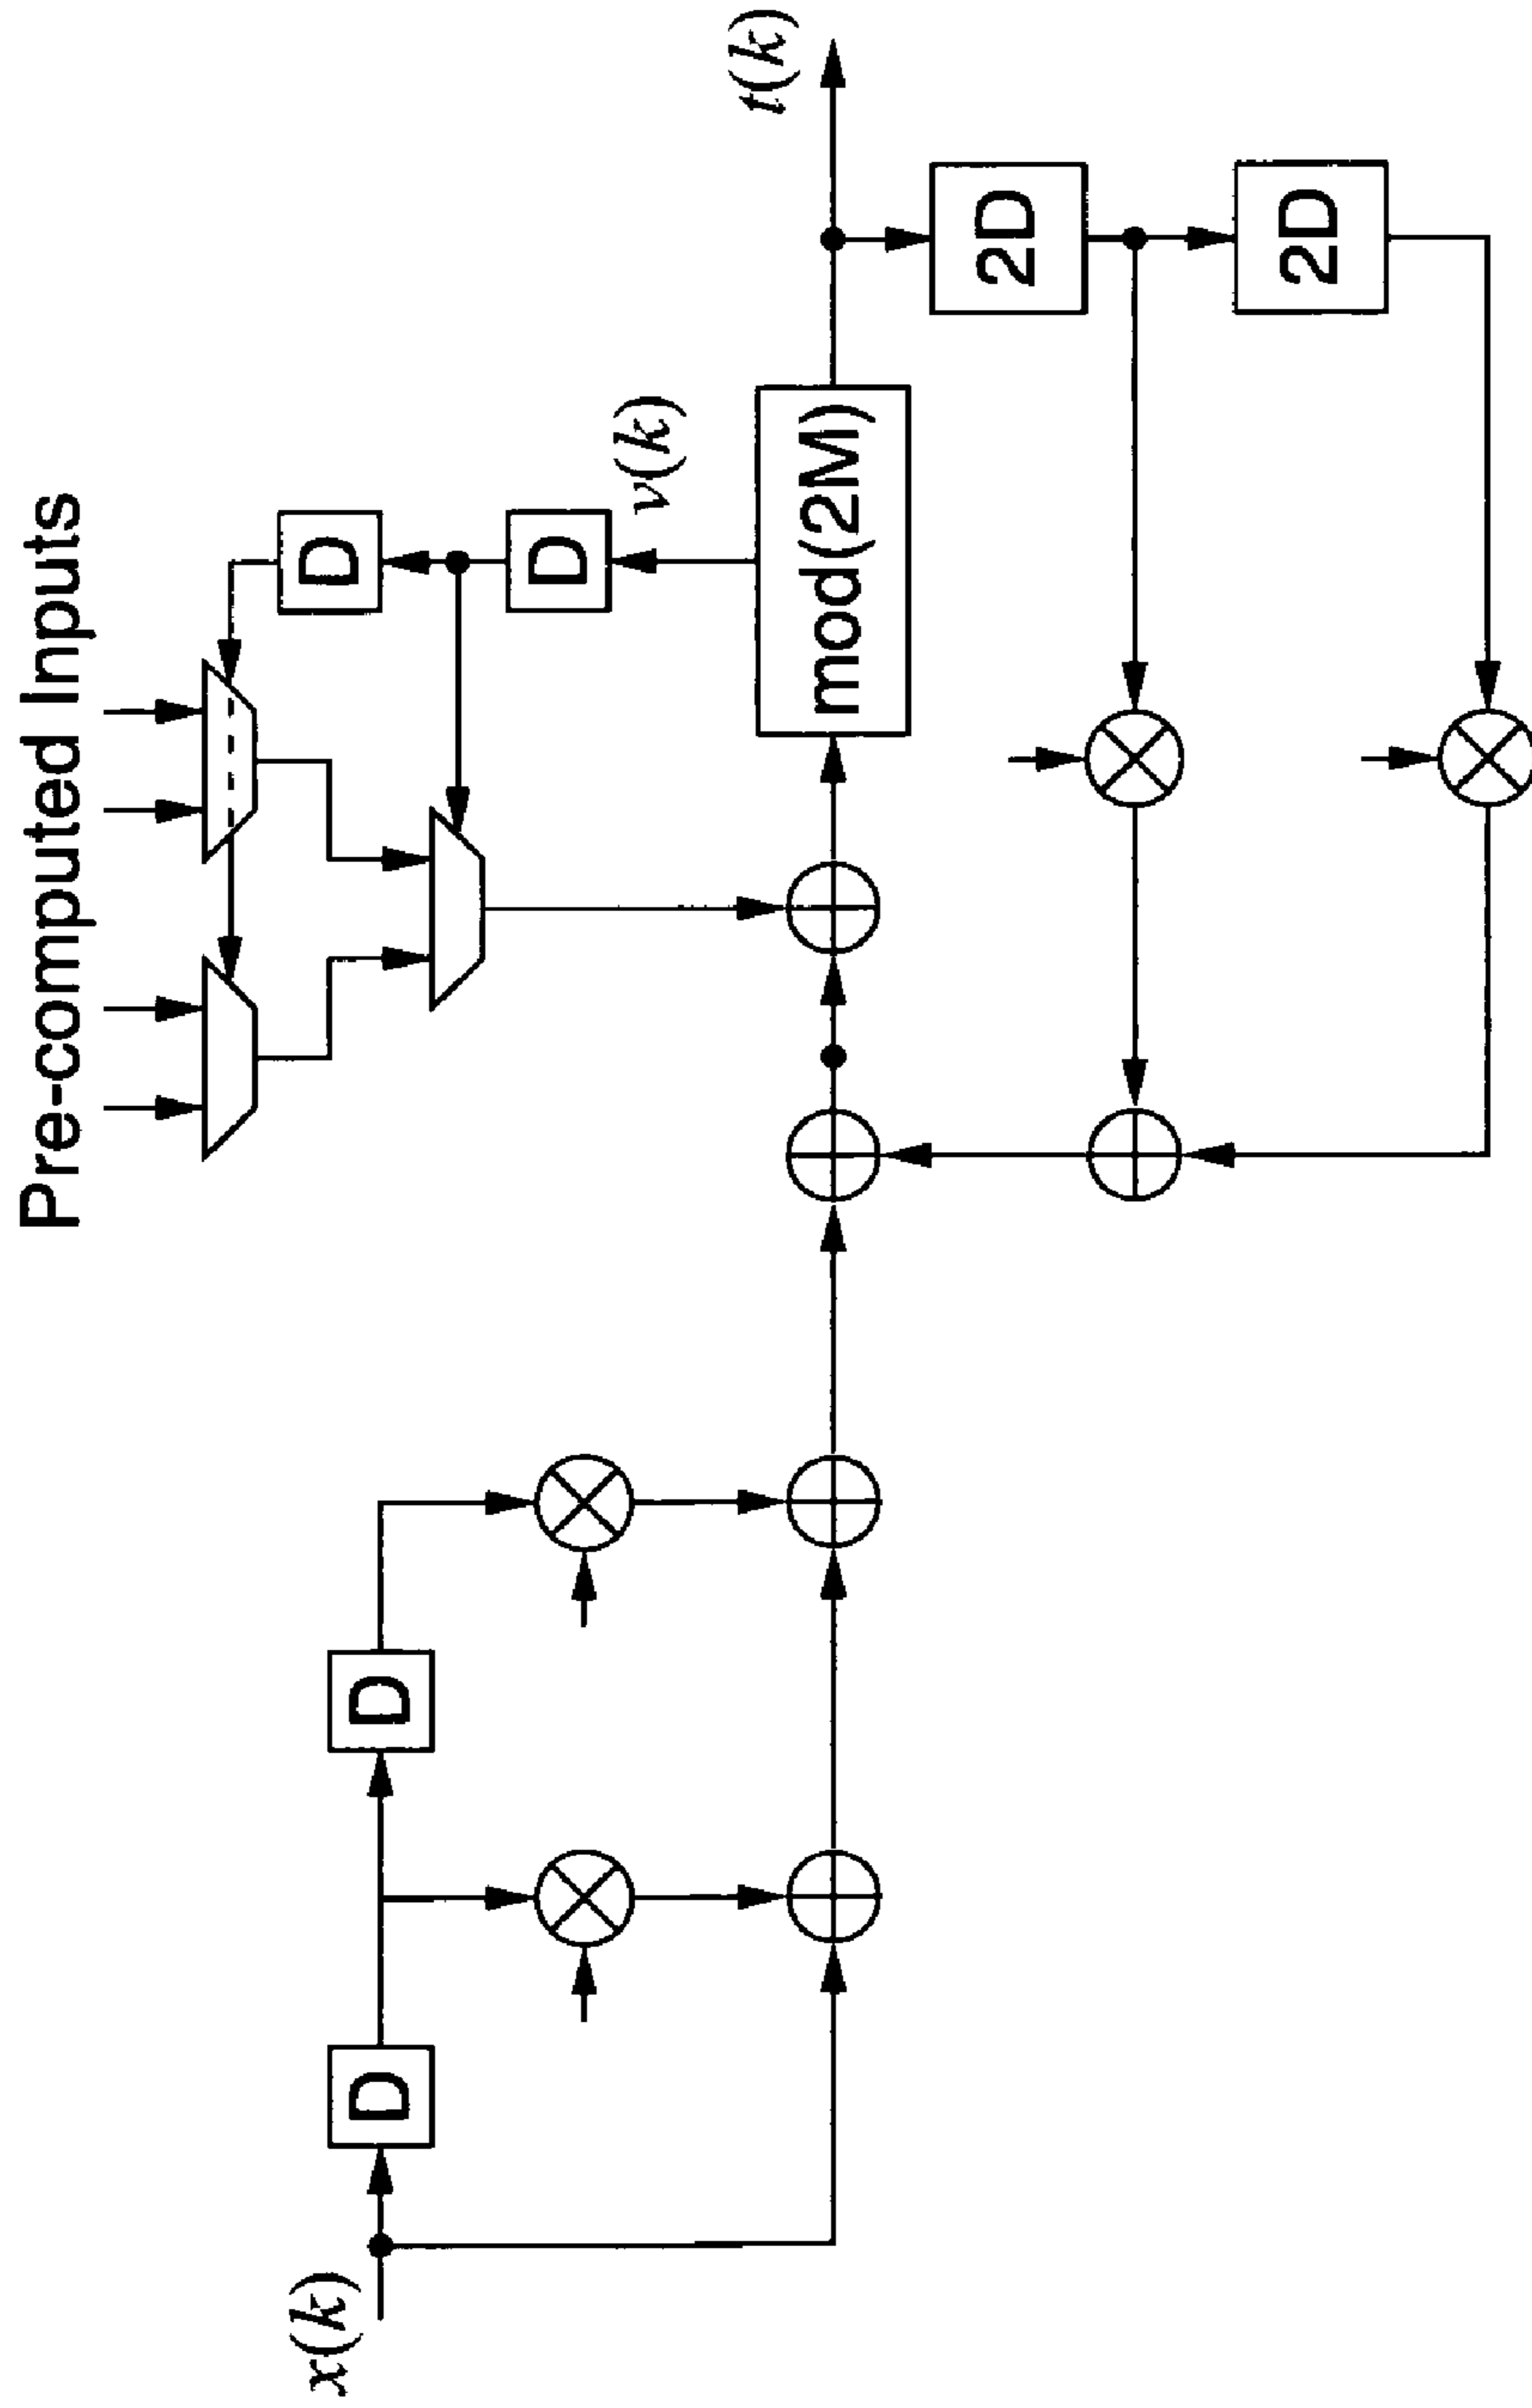 Pre-computed Inputs
D
D
v(k)
x(k)
D
D
mod(2M)
t(k)
2D
2D